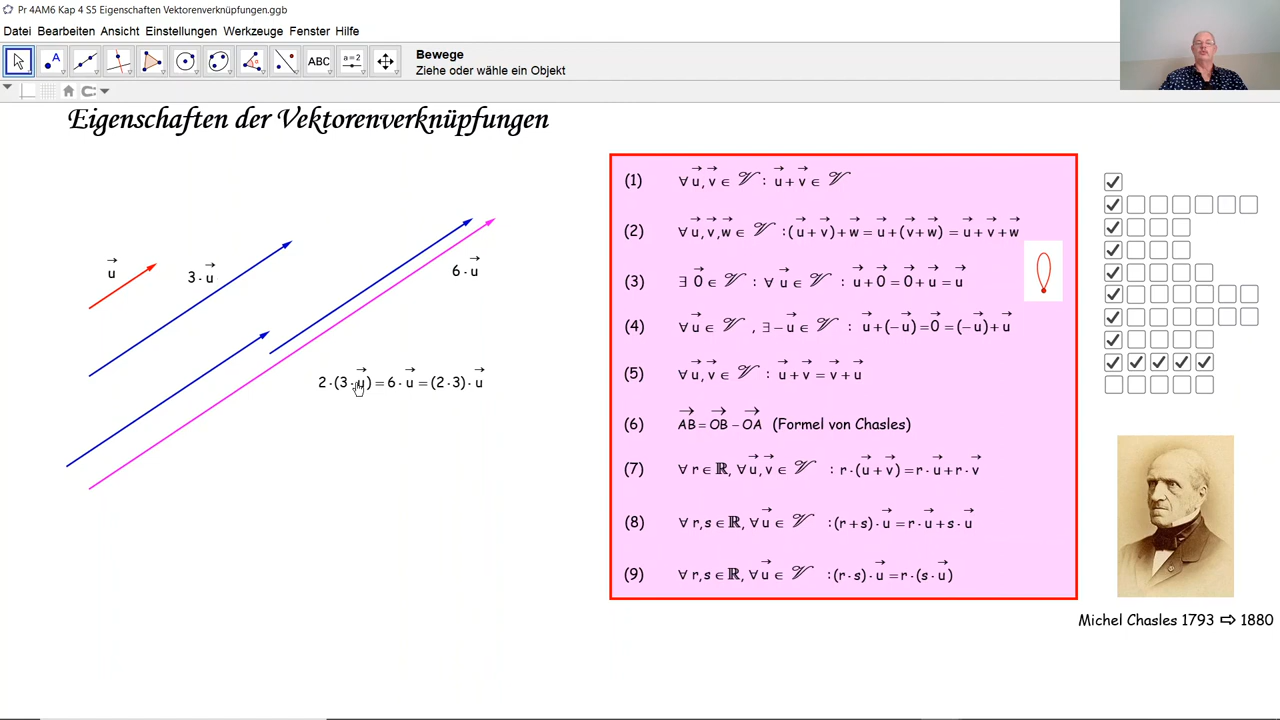 Pr 4AM6 Kap 4 S5 Eigenschaften Vektorenverknüpfungen.ggb
Datei Bearbeiten Ansicht Einstellungen Werkzeuge Fenster Hilfe
A
ABC
a=2
Bewege
Ziehe oder wähle ein Objekt
Eigenschaften der Vektorenverknüpfungen
u⃗
3·u⃗
6·u⃗
2·(3·u⃗)=6·u⃗=(2·3)·u⃗
(1) ∀u⃗,v⃗∈𝒱: u⃗+v⃗∈𝒱
(2) ∀u⃗,v⃗,w⃗∈𝒱:(u⃗+v⃗)+w⃗=u⃗+(v⃗+w⃗)=u⃗+v⃗+w⃗
(3) ∃0⃗∈𝒱: ∀u⃗∈𝒱: u⃗+0⃗=0⃗+u⃗=u⃗
(4) ∀u⃗∈𝒱, ∃-u⃗∈𝒱: u⃗+(-u⃗)=0⃗=(-u⃗)+u⃗
(5) ∀u⃗,v⃗∈𝒱: u⃗+v⃗=v⃗+u⃗
(6) AB⃗=OB⃗-OA⃗ (Formel von Chasles)
(7) ∀r∈ℝ, ∀u⃗,v⃗∈𝒱: r·(u⃗+v⃗)=r·u⃗+r·v⃗
(8) ∀r,s∈ℝ, ∀u⃗∈𝒱:(r+s)·u⃗=r·u⃗+s·u⃗
(9) ∀r,s∈ℝ, ∀u⃗∈𝒱:(r·s)·u⃗=r·(s·u⃗)
Michel Chasles 1793 ⇨ 1880